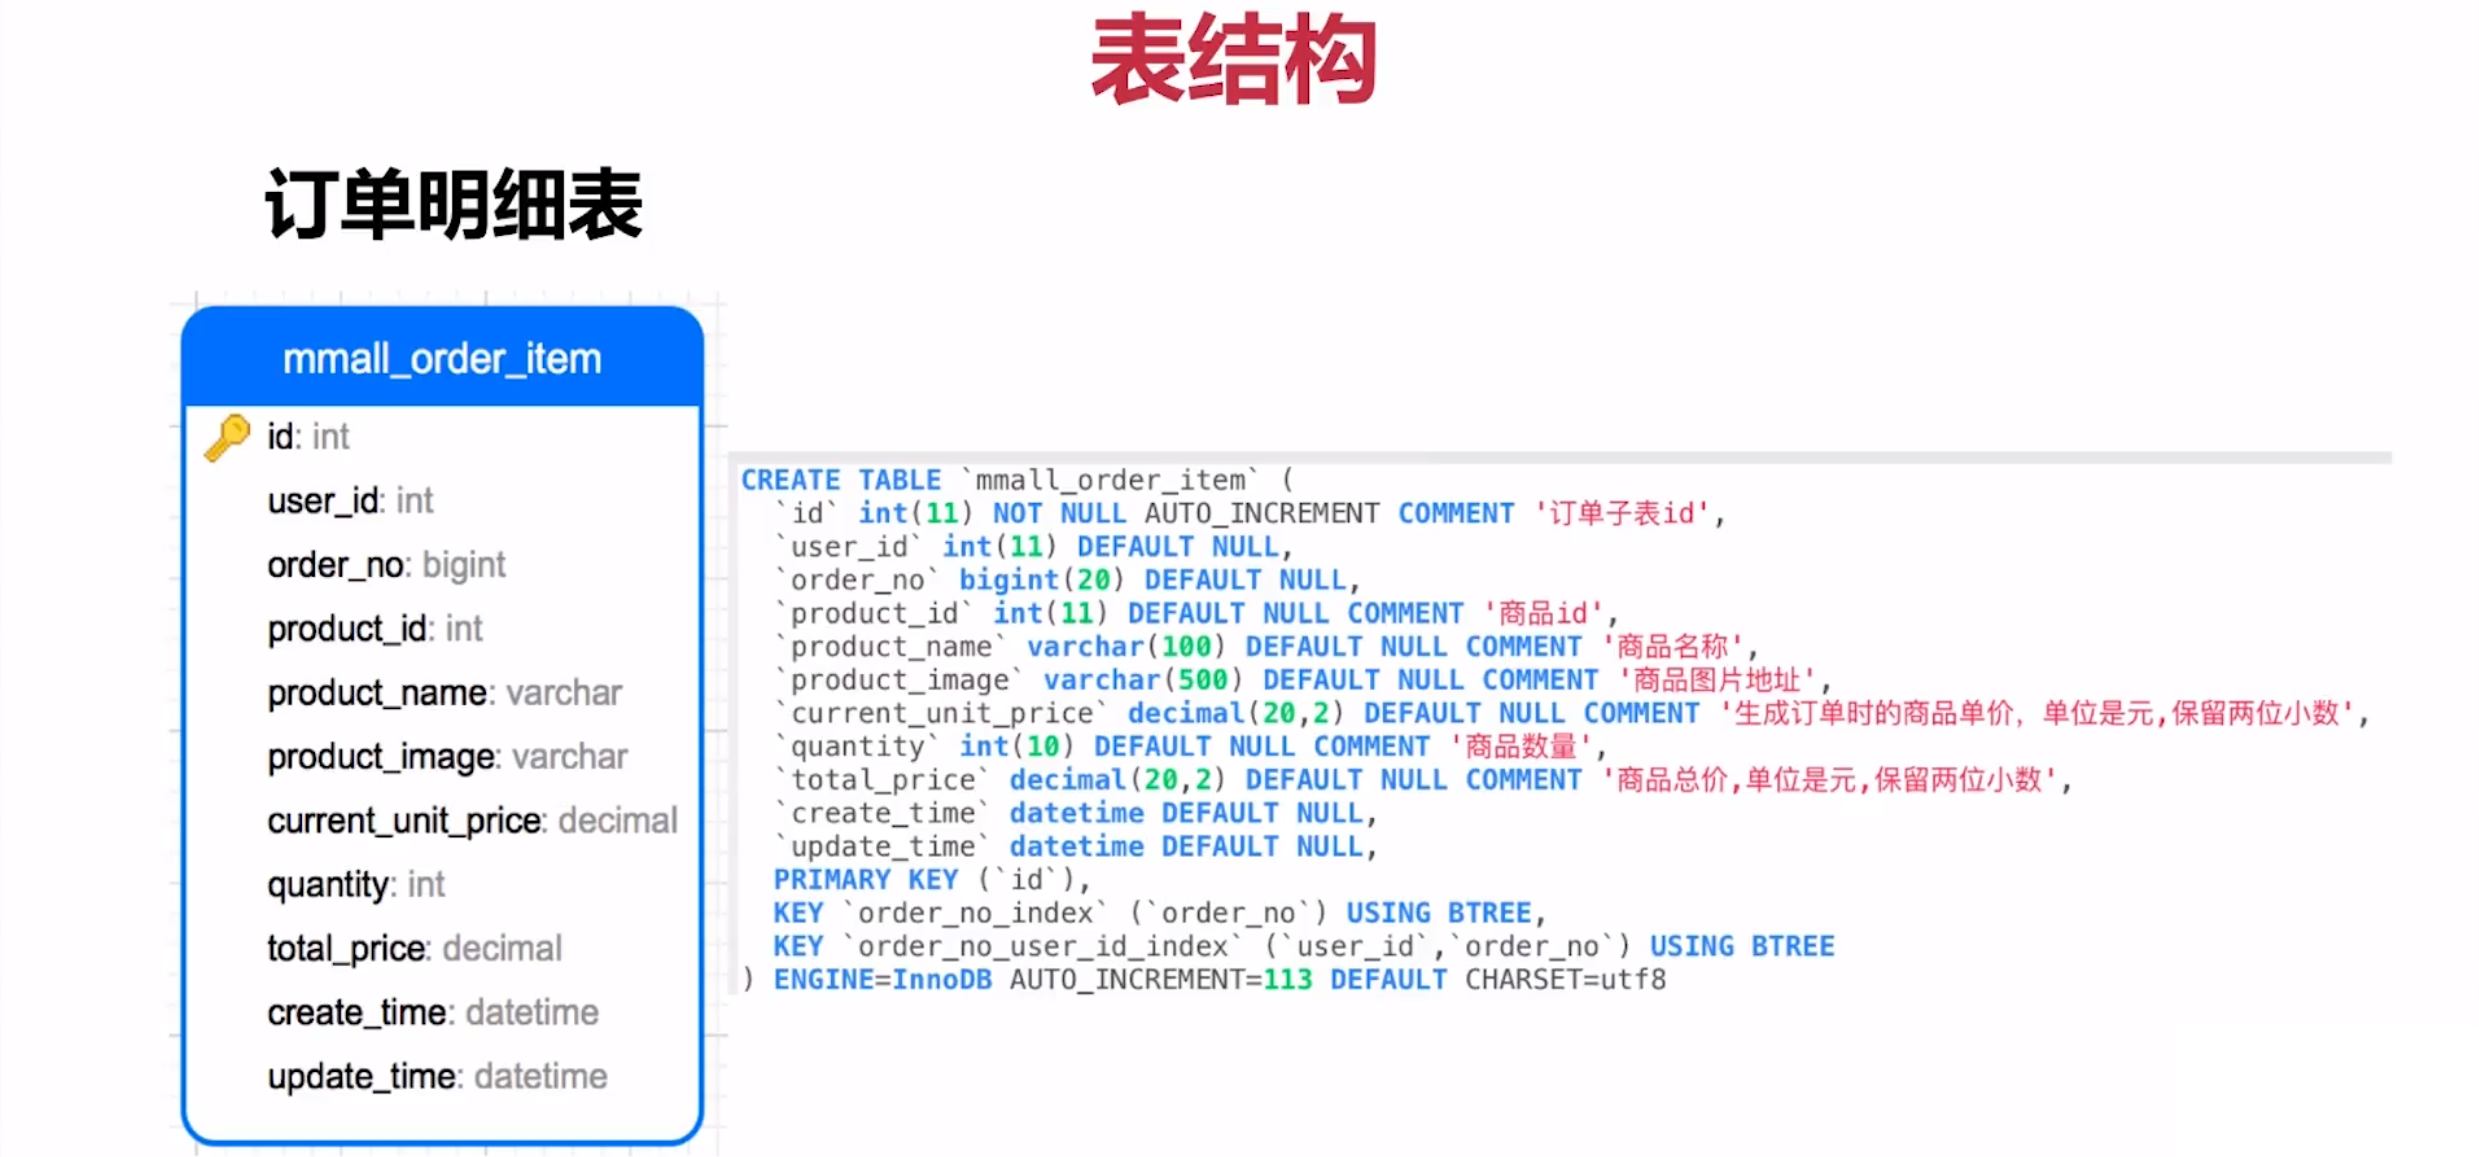 表结构
订单明细表
mmall_order_item
id: int
user_id: int
order_no: bigint
product_id: int
product_name: varchar
product_image: varchar
current_unit_price: decimal
quantity: int
total_price: decimal
create_time: datetime
update_time: datetime
CREATE TABLE `mmall_order_item` (
  `id` int(11) NOT NULL AUTO_INCREMENT COMMENT '订单子表id',
  `user_id` int(11) DEFAULT NULL,
  `order_no` bigint(20) DEFAULT NULL,
  `product_id` int(11) DEFAULT NULL COMMENT '商品id',
  `product_name` varchar(100) DEFAULT NULL COMMENT '商品名称',
  `product_image` varchar(500) DEFAULT NULL COMMENT '商品图片地址',
  `current_unit_price` decimal(20,2) DEFAULT NULL COMMENT '生成订单时的商品单价，单位是元,保留两位小数',
  `quantity` int(10) DEFAULT NULL COMMENT '商品数量',
  `total_price` decimal(20,2) DEFAULT NULL COMMENT '商品总价,单位是元,保留两位小数',
  `create_time` datetime DEFAULT NULL,
  `update_time` datetime DEFAULT NULL,
  PRIMARY KEY (`id`),
  KEY `order_no_index` (`order_no`) USING BTREE,
  KEY `order_no_user_id_index` (`user_id`,`order_no`) USING BTREE
) ENGINE=InnoDB AUTO_INCREMENT=113 DEFAULT CHARSET=utf8